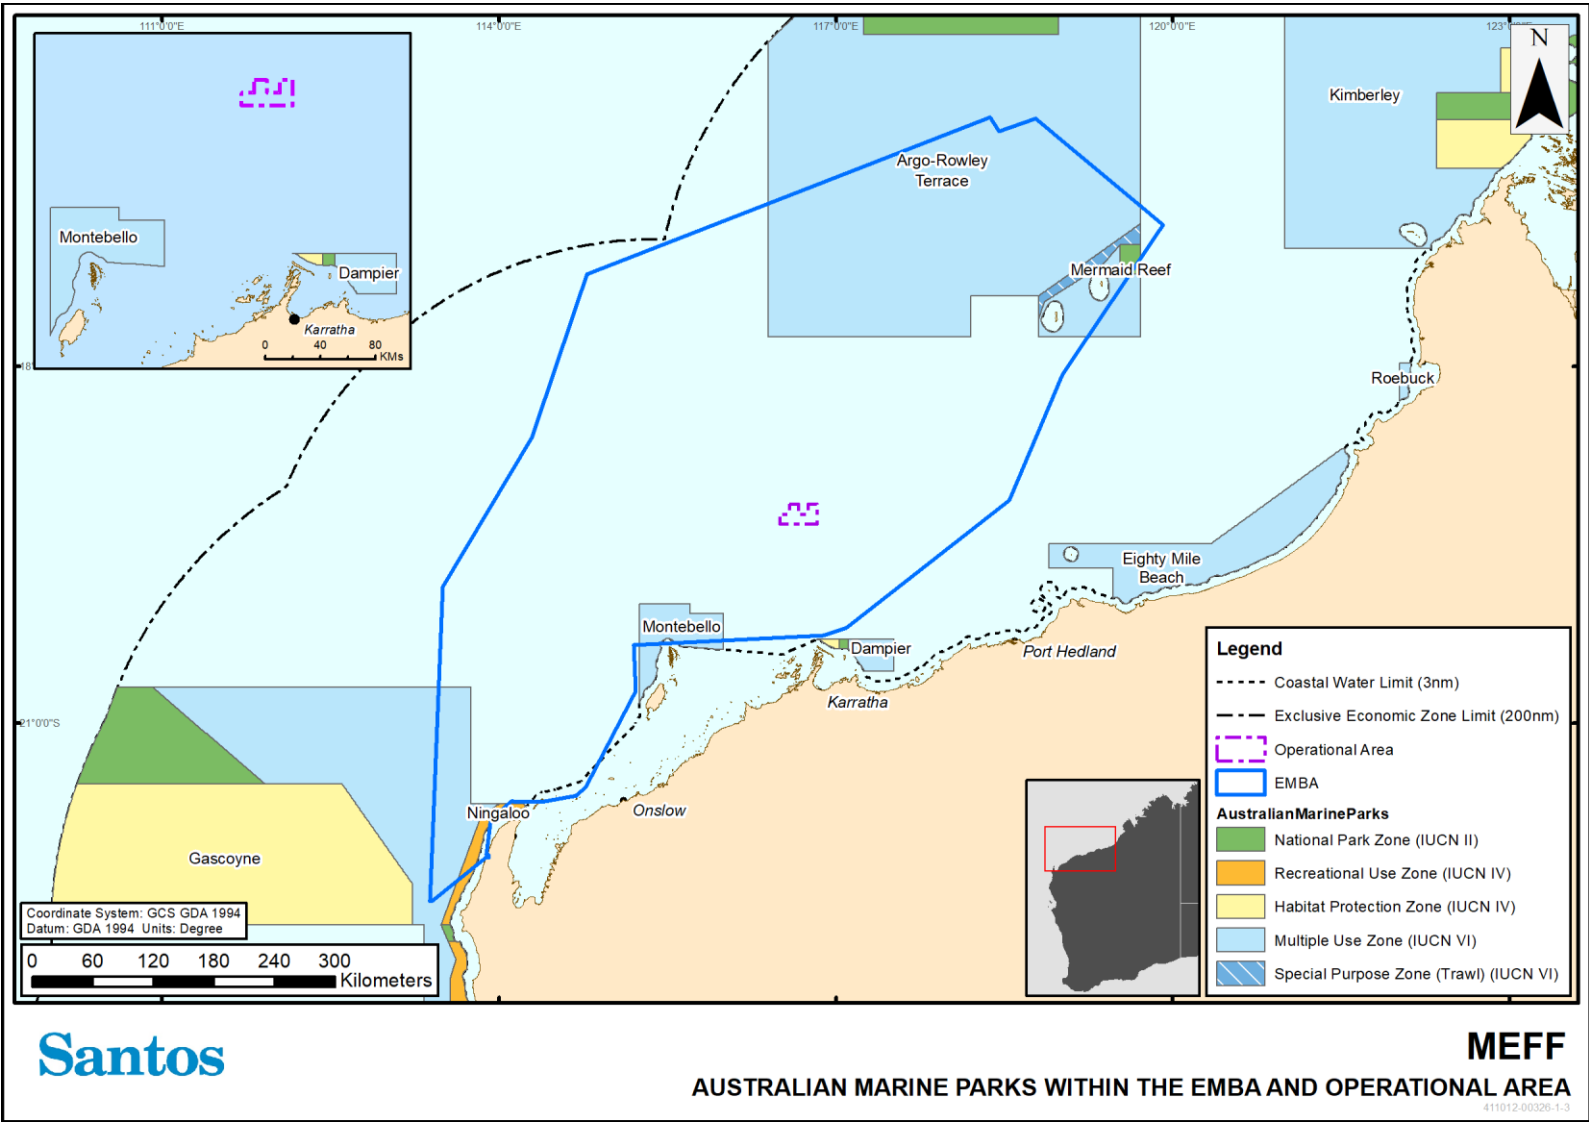 111°0'0"E
114°0'0"E
117°0'0"E
120°0'0"E
N
Kimberley
Argo-Rowley
Terrace
Montebello
Dampier
Karratha
0 40 80
KMs
Mermaid Reef
Roebuck
Eighty Mile
Beach
Montebello
Dampier
Port Hedland
Karratha
21°0'0"S
Onslow
Ningaloo
Gascoyne
Legend
Coastal Water Limit (3nm)
Exclusive Economic Zone Limit (200nm)
Operational Area
EMBA
AustralianMarineParks
National Park Zone (IUCN II)
Recreational Use Zone (IUCN IV)
Habitat Protection Zone (IUCN IV)
Multiple Use Zone (IUCN VI)
Special Purpose Zone (Trawl) (IUCN VI)
Coordinate System: GCS GDA 1994
Datum: GDA 1994 Units: Degree
0 60 120 180 240 300
Kilometers
Santos
MEFF
AUSTRALIAN MARINE PARKS WITHIN THE EMBA AND OPERATIONAL AREA
411012-00326-1-3